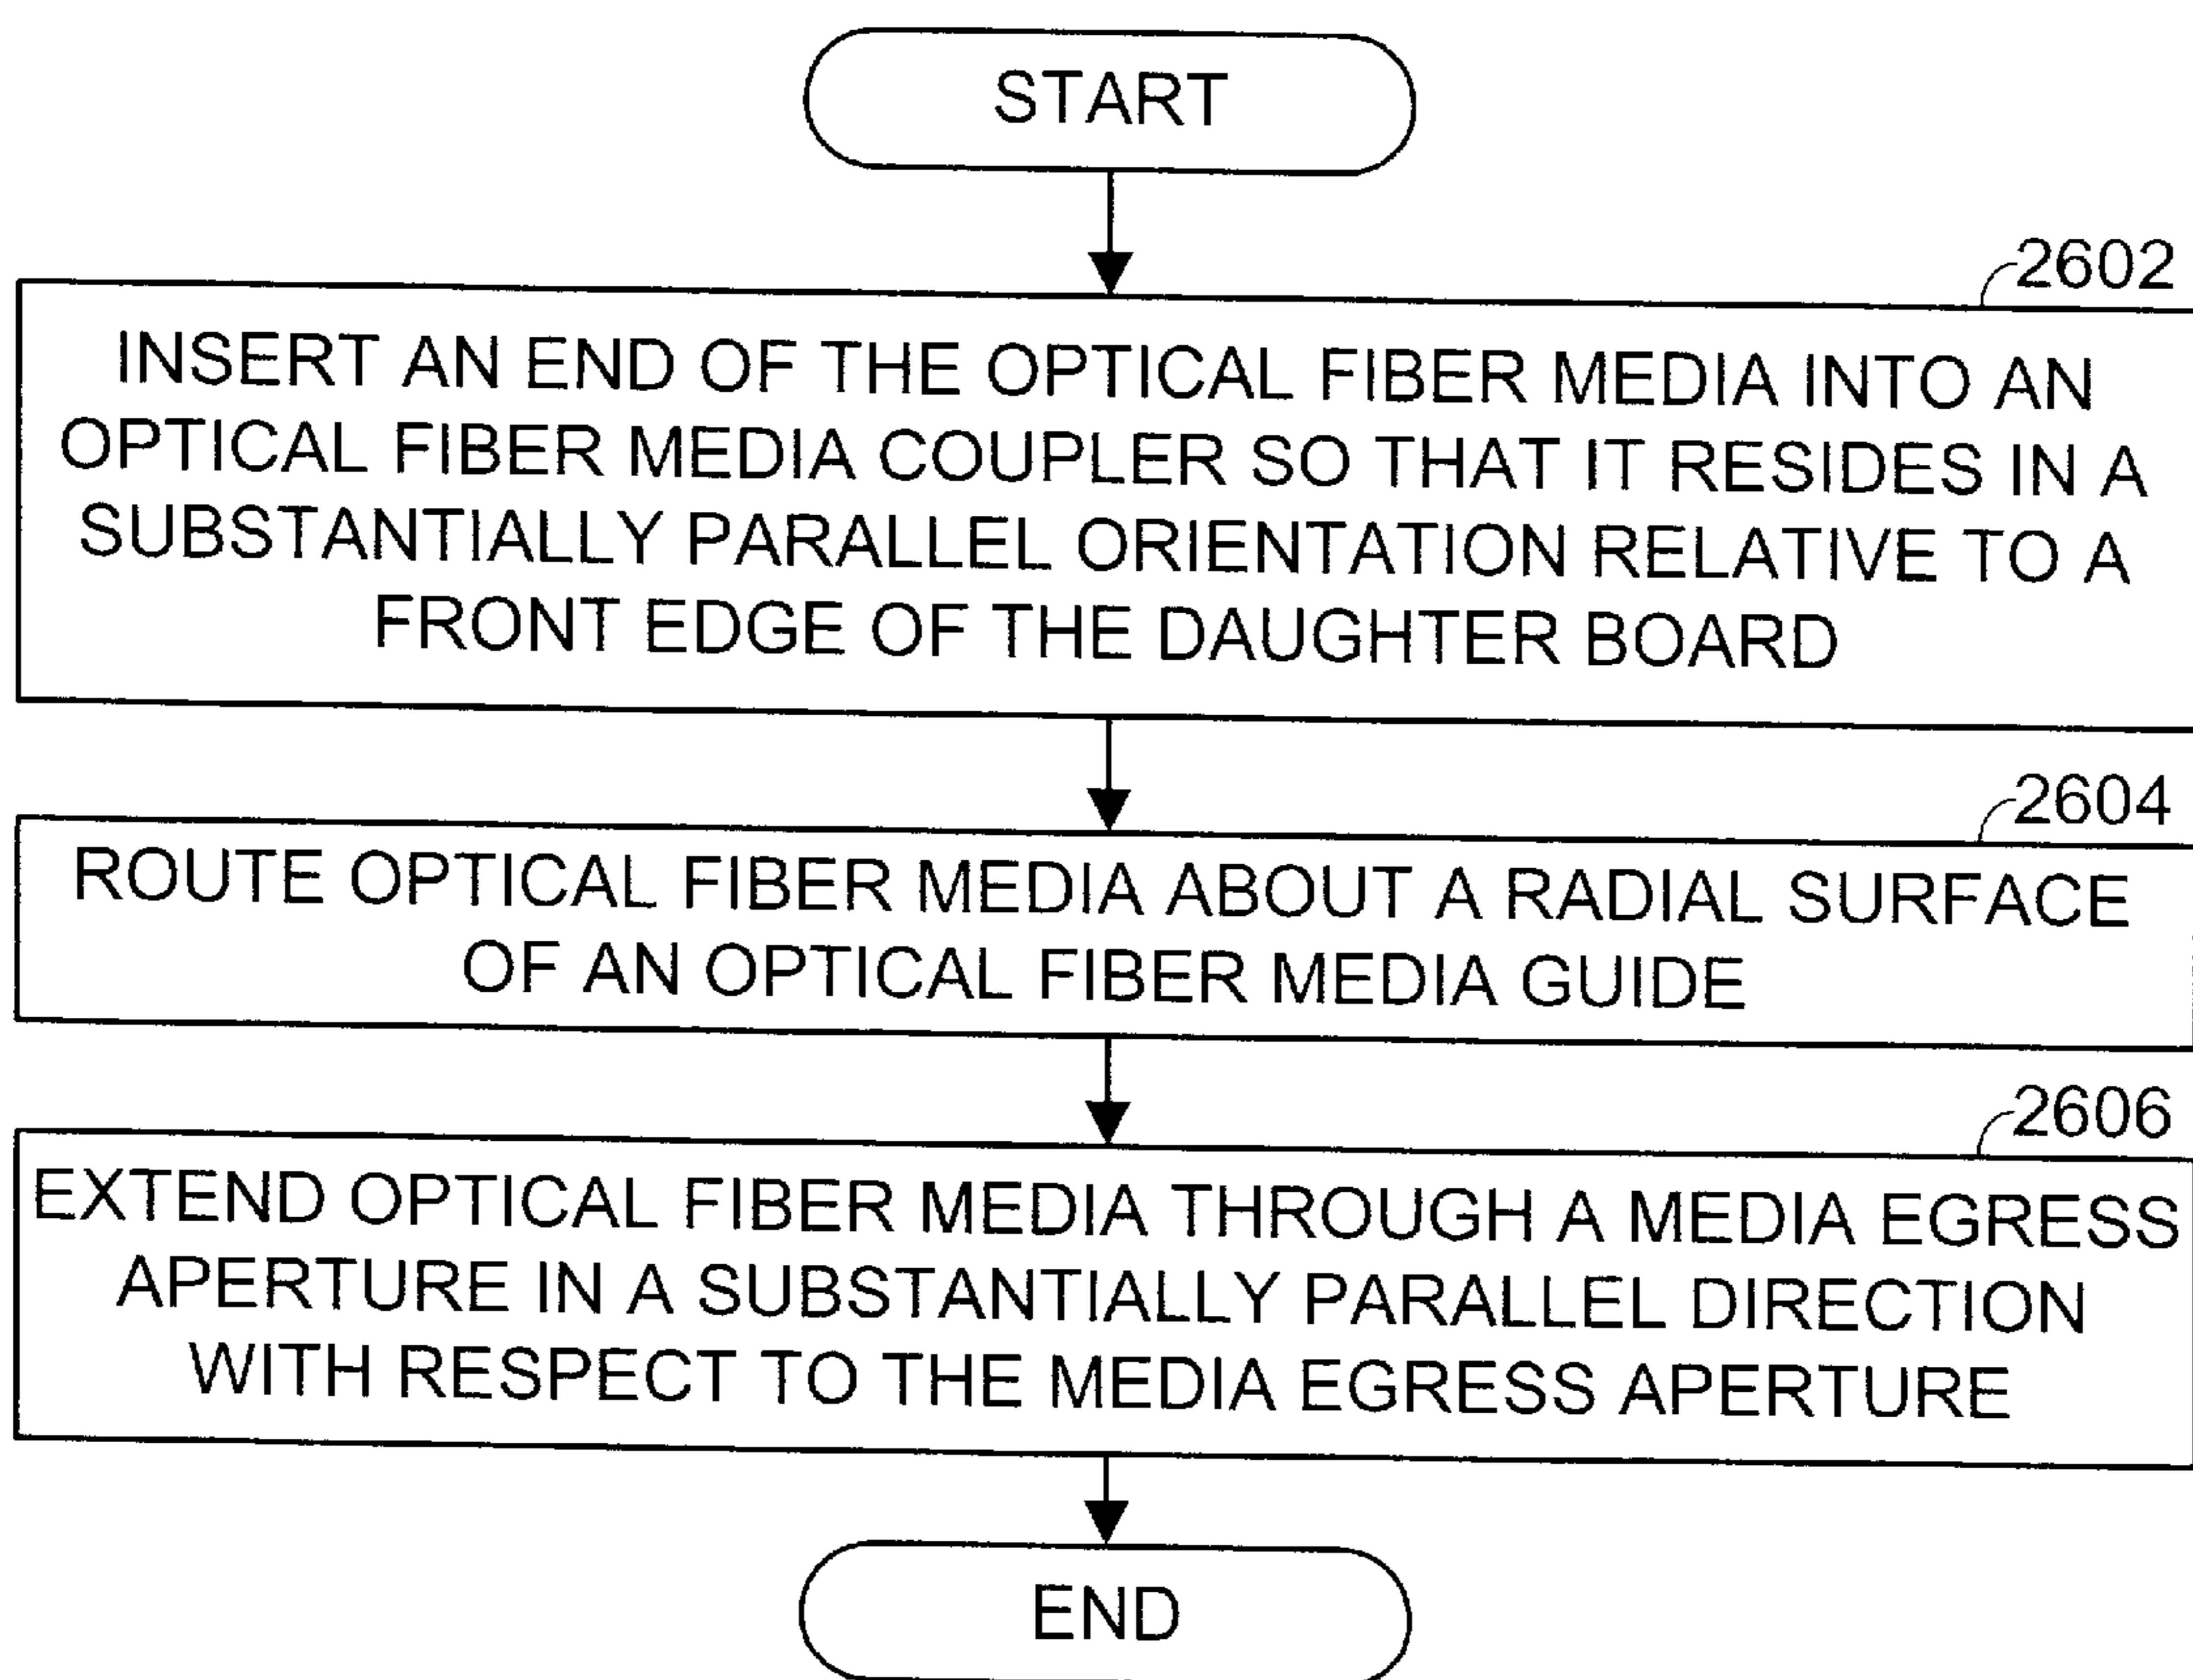 START
2602
INSERT AN END OF THE OPTICAL FIBER MEDIA INTO AN
OPTICAL FIBER MEDIA COUPLER SO THAT IT RESIDES IN A
SUBSTANTIALLY PARALLEL ORIENTATION RELATIVE TO A
FRONT EDGE OF THE DAUGHTER BOARD
2604
ROUTE OPTICAL FIBER MEDIA ABOUT A RADIAL SURFACE
OF AN OPTICAL FIBER MEDIA GUIDE
2606
EXTEND OPTICAL FIBER MEDIA THROUGH A MEDIA EGRESS
APERTURE IN A SUBSTANTIALLY PARALLEL DIRECTION
WITH RESPECT TO THE MEDIA EGRESS APERTURE
END